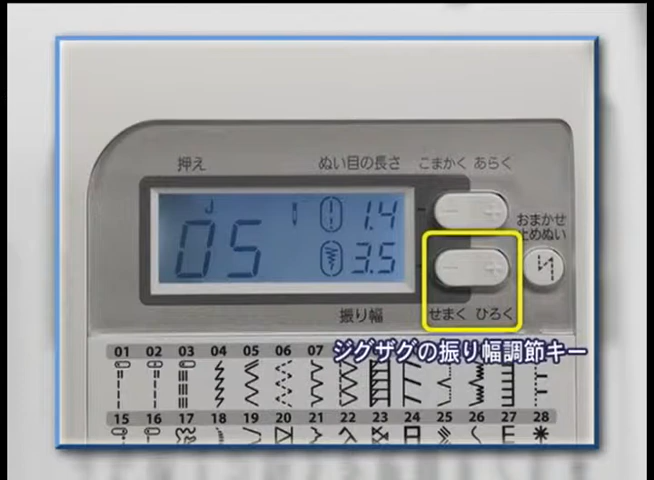 押え ぬい目の長さ こまかく あらく
J
05 1.4
3.5
おまかせ
止めぬい
振り幅 せまく ひろく
ジグザグの振り幅調節キー
01 02 03 04 05 06 07
15 16 17 18 19 20 21 22 23 24 25 26 27 28